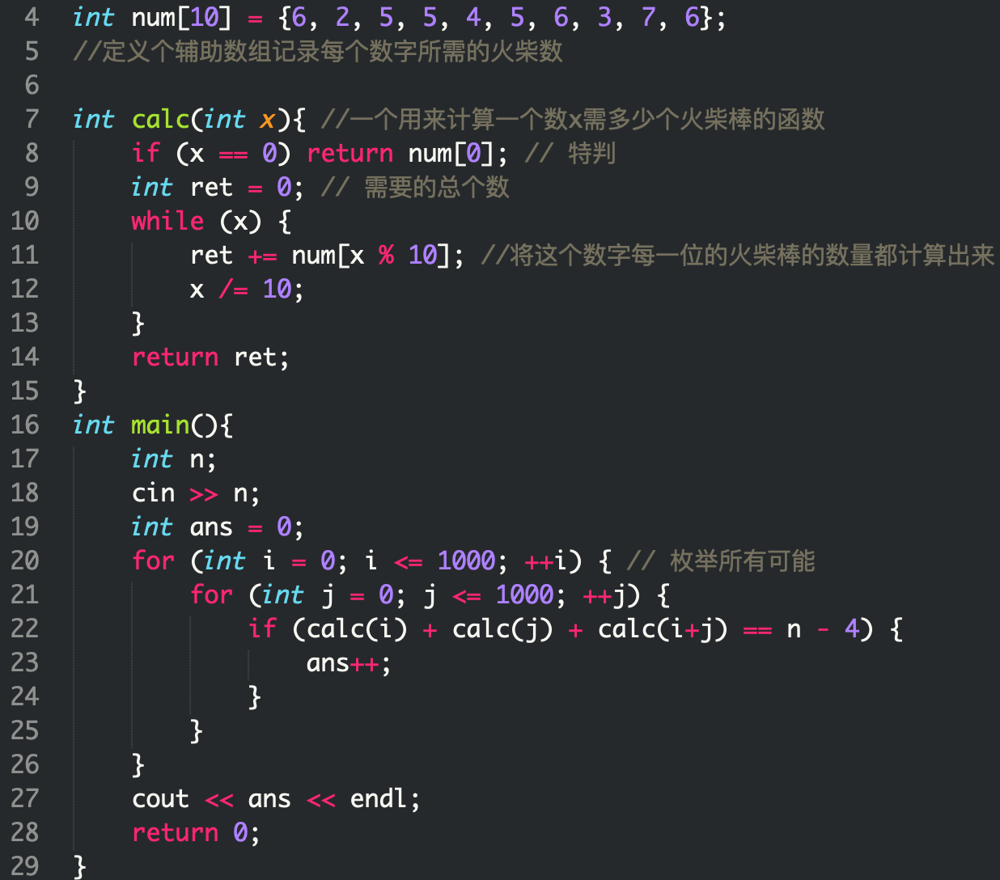 4 int num[10] = {6, 2, 5, 5, 4, 5, 6, 3, 7, 6};
5 //定义个辅助数组记录每个数字所需的火柴数
6
7 int calc(int x){ //一个用来计算一个数x需多少个火柴棒的函数
8     if (x == 0) return num[0]; // 特判
9     int ret = 0; // 需要的总个数
10     while (x) {
11         ret += num[x % 10]; //将这个数字每一位的火柴棒的数量都计算出来
12         x /= 10;
13     }
14     return ret;
15 }
16 int main(){
17     int n;
18     cin >> n;
19     int ans = 0;
20     for (int i = 0; i <= 1000; ++i) { // 枚举所有可能
21         for (int j = 0; j <= 1000; ++j) {
22             if (calc(i) + calc(j) + calc(i+j) == n - 4) {
23                 ans++;
24             }
25         }
26     }
27     cout << ans << endl;
28     return 0;
29 }